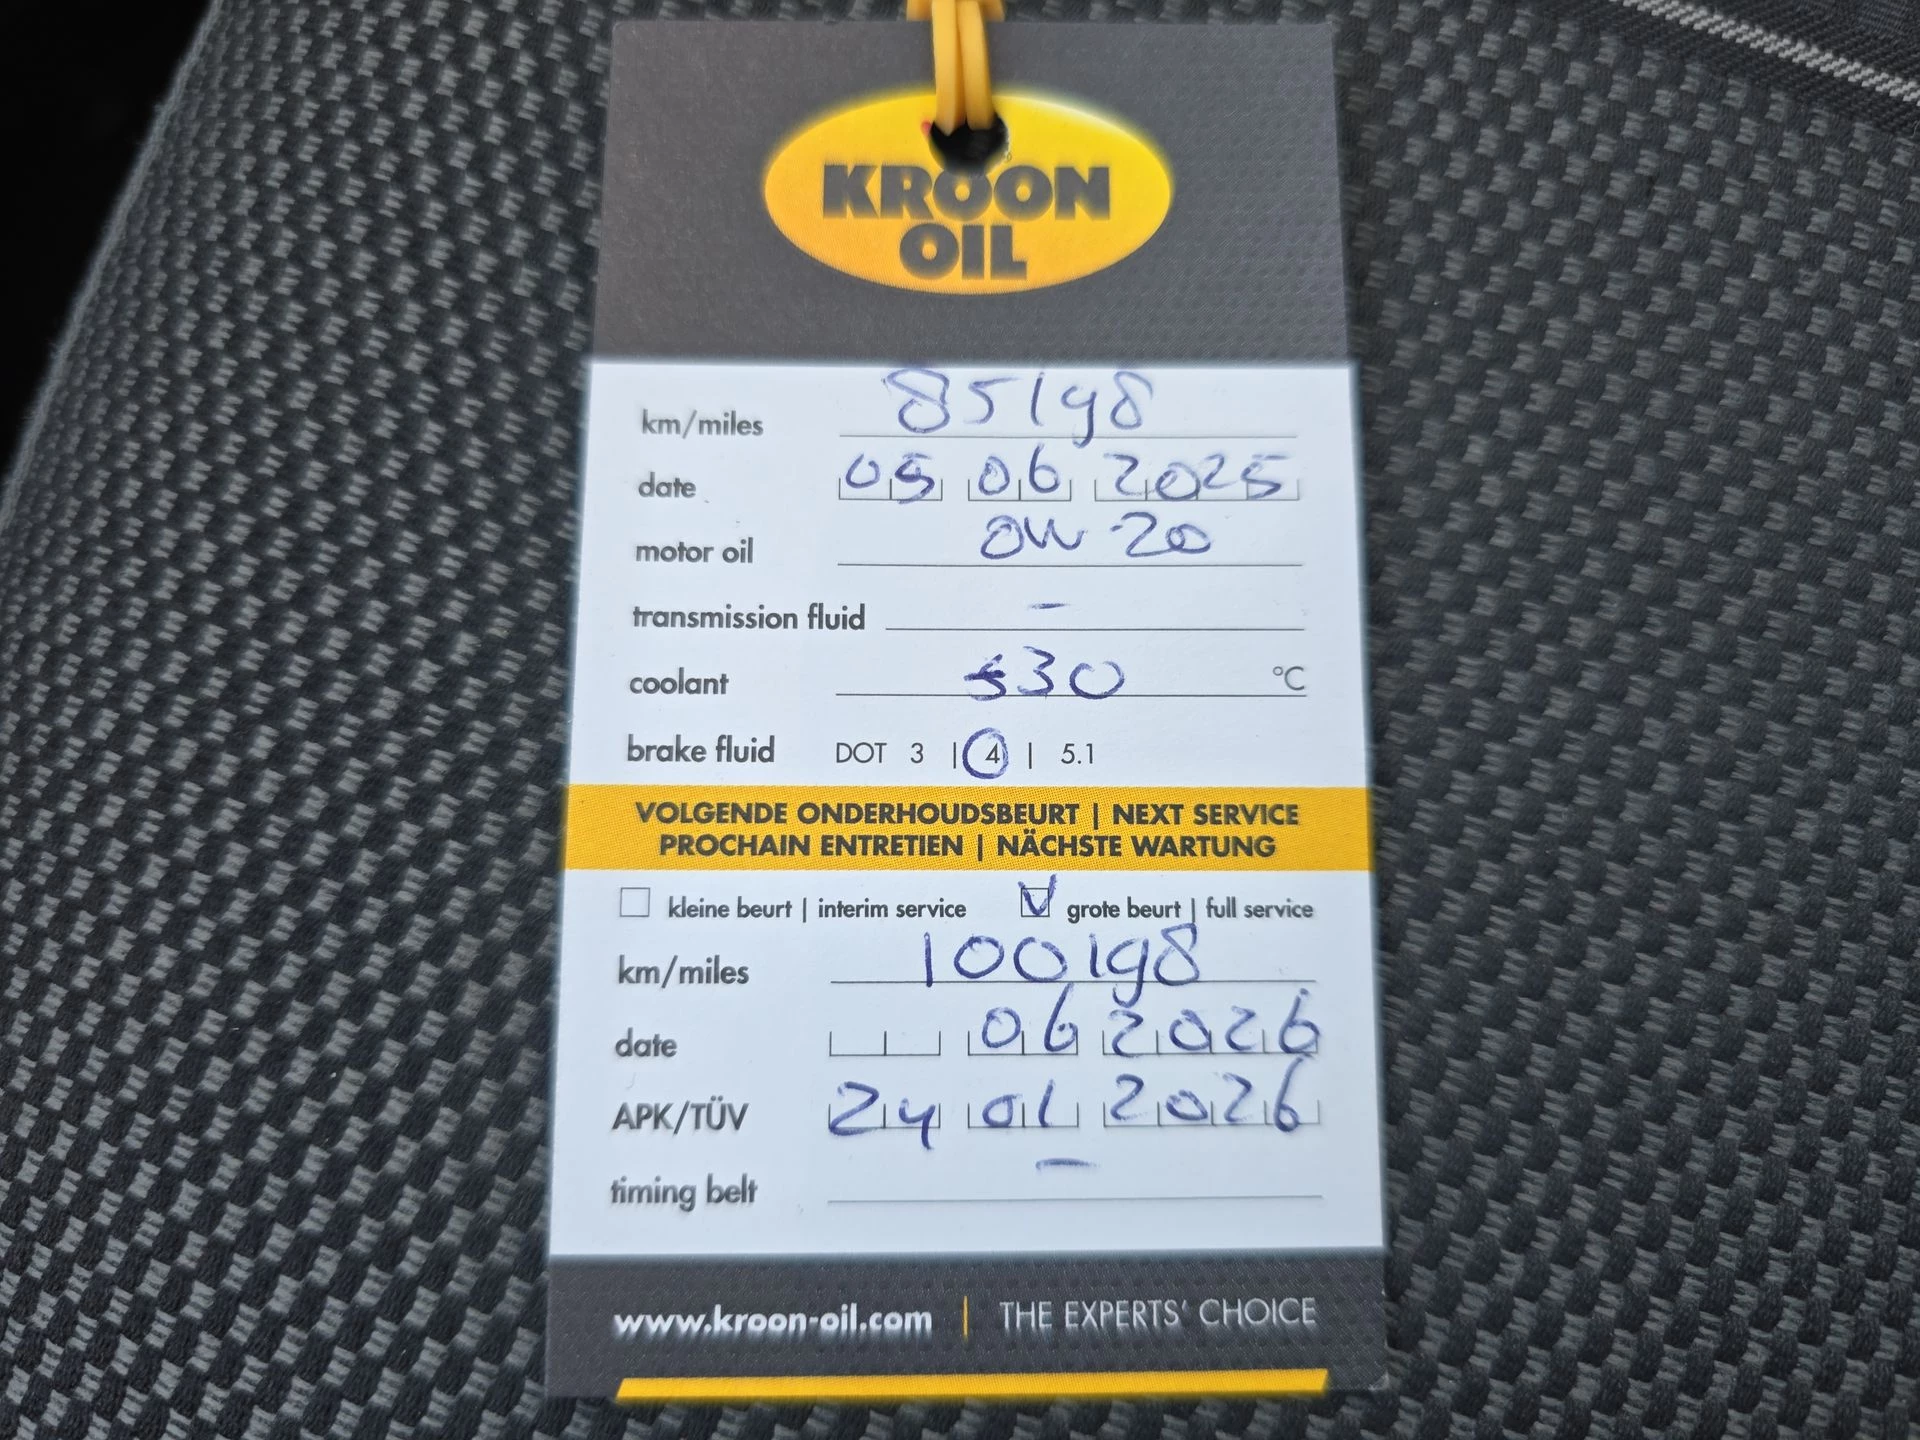 KROON
OIL
km/miles 85198
date 05 06 2025
motor oil 0W-20
transmission fluid -
coolant 30 °C
brake fluid DOT 3 | 4 | 5.1
VOLGENDE ONDERHOUDSBEURT | NEXT SERVICE
PROCHAIN ENTRETIEN | NÄCHSTE WARTUNG
kleine beurt | interim service V grote beurt | full service
km/miles 100198
date 06 2026
APK/TÜV 24 01 2026
timing belt -
www.kroon-oil.com | THE EXPERTS' CHOICE